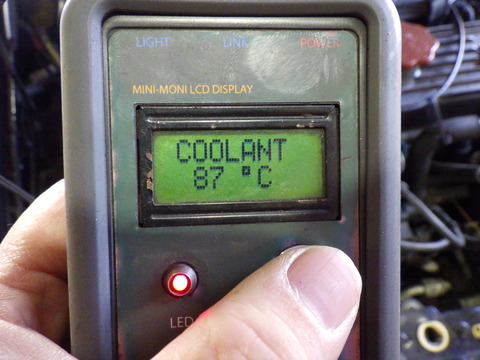 LIGHT LINK POWER
MINI-MONI LCD DISPLAY
COOLANT
87 °C
LED